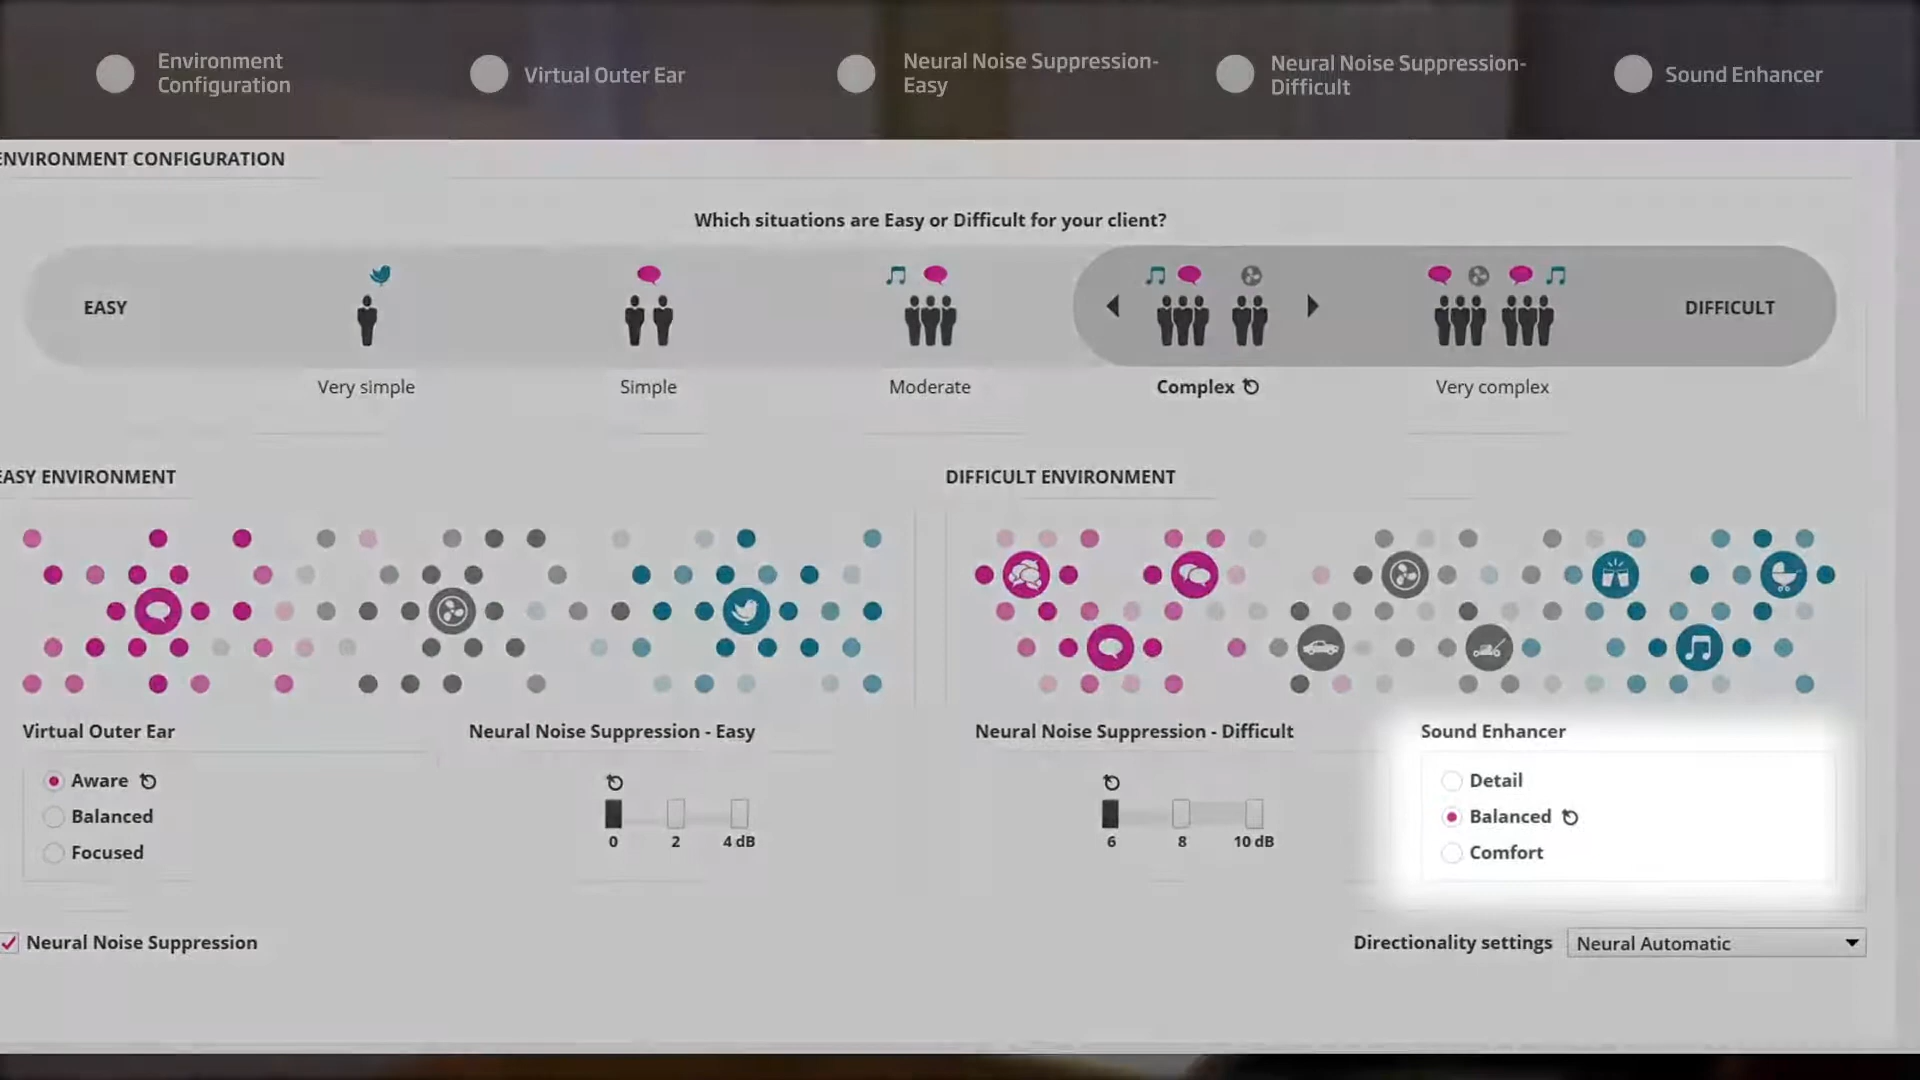 Environment
Configuration
Virtual Outer Ear
Neural Noise Suppression-
Easy
Neural Noise Suppression-
Difficult
Sound Enhancer
ENVIRONMENT CONFIGURATION
Which situations are Easy or Difficult for your client?
EASY
DIFFICULT
Very simple
Simple
Moderate
Complex
Very complex
EASY ENVIRONMENT
DIFFICULT ENVIRONMENT
Virtual Outer Ear
Aware
Balanced
Focused
Neural Noise Suppression - Easy
0 2 4 dB
Neural Noise Suppression - Difficult
6 8 10 dB
Sound Enhancer
Detail
Balanced
Comfort
Neural Noise Suppression
Directionality settings Neural Automatic